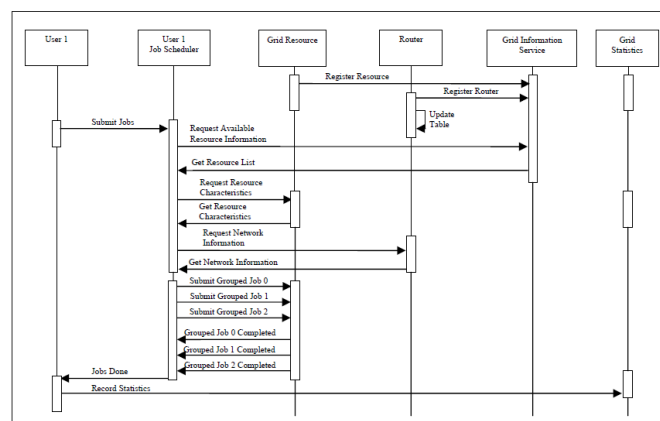 User 1
User 1
Job Scheduler
Grid Resource
Router
Grid Information
Service
Grid
Statistics
Register Resource
Register Router
Update
Table
Submit Jobs
Request Available
Resource Information
Get Resource List
Request Resource
Characteristics
Get Resource
Characteristics
Request Network
Information
Get Network Information
Submit Grouped Job 0
Submit Grouped Job 1
Submit Grouped Job 2
Grouped Job 0 Completed
Grouped Job 1 Completed
Grouped Job 2 Completed
Jobs Done
Record Statistics